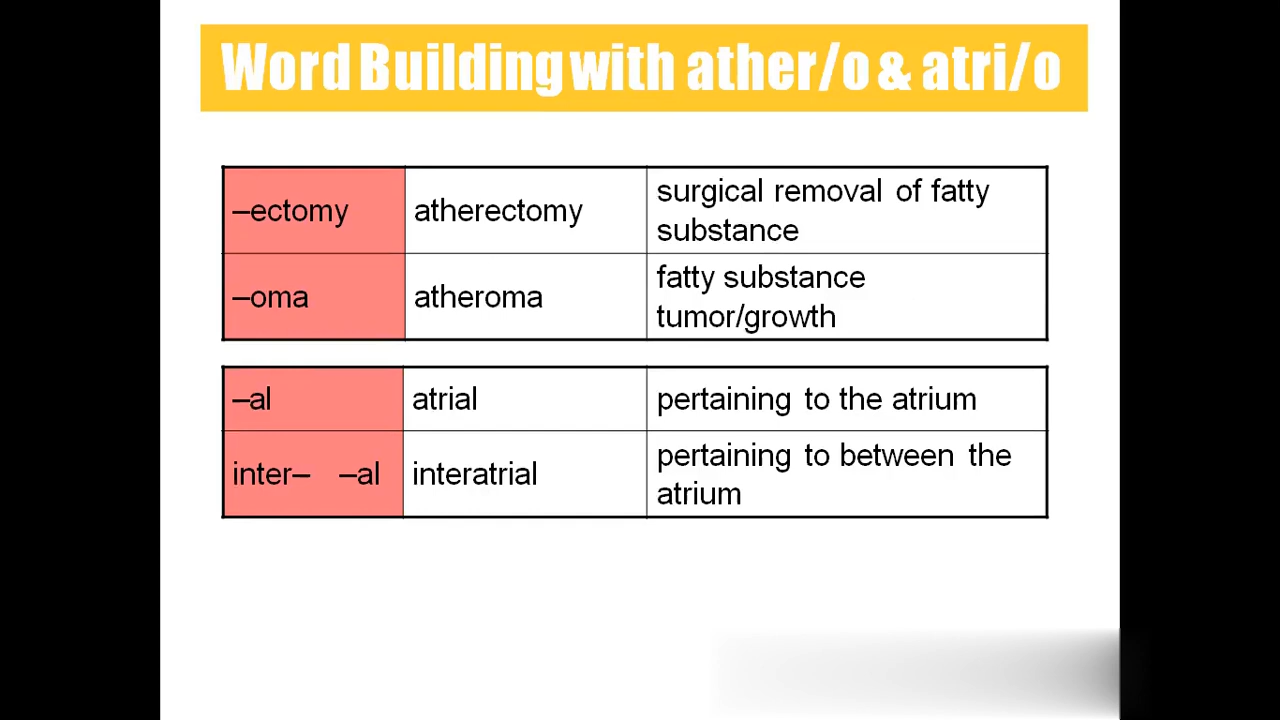 Word Building with ather/o & atri/o
–ectomy atherectomy surgical removal of fatty
substance
–oma atheroma fatty substance
tumor/growth
–al atrial pertaining to the atrium
inter– –al interatrial pertaining to between the
atrium